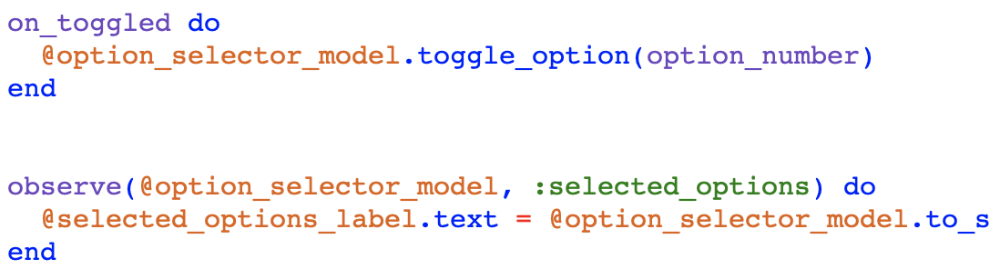 on_toggled do
  @option_selector_model.toggle_option(option_number)
end
observe(@option_selector_model, :selected_options) do
  @selected_options_label.text = @option_selector_model.to_s
end